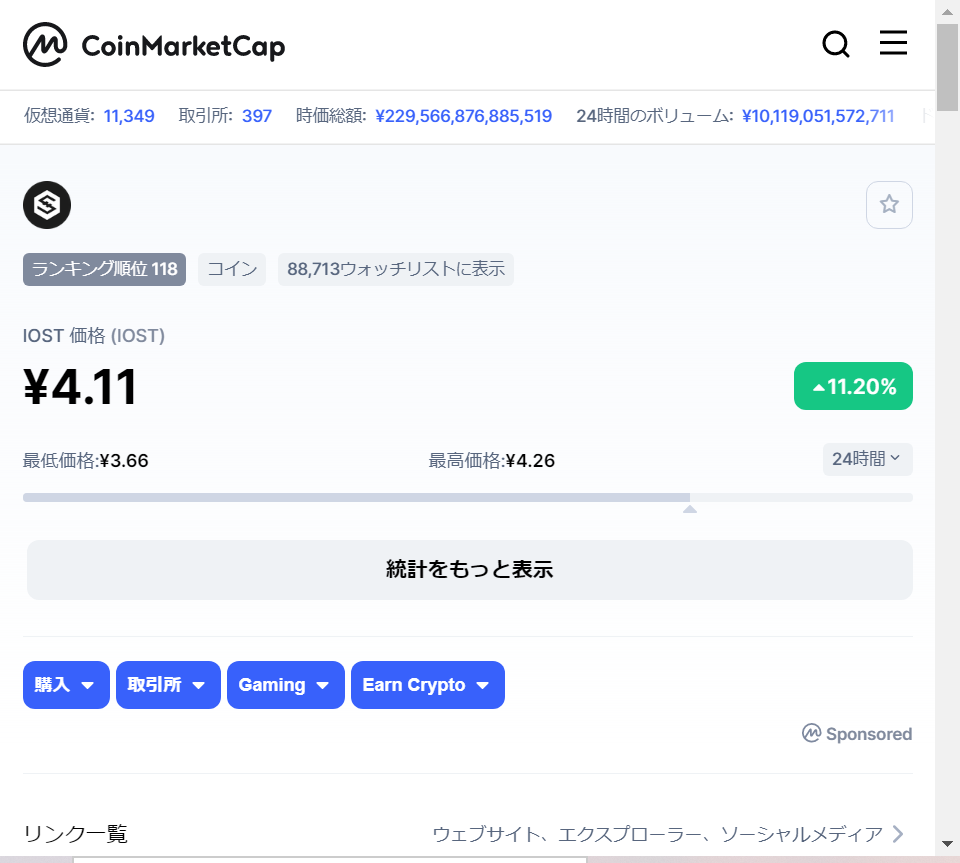 CoinMarketCap
仮想通貨: 11,349 取引所: 397 時価総額: ¥229,566,876,885,519 24時間のボリューム: ¥10,119,051,572,711
ランキング順位 118 コイン 88,713ウォッチリストに表示
IOST 価格 (IOST)
¥4.11 11.20%
最低価格:¥3.66 最高価格:¥4.26 24時間
統計をもっと表示
購入 取引所 Gaming Earn Crypto
Sponsored
リンク一覧 ウェブサイト、エクスプローラー、ソーシャルメディア